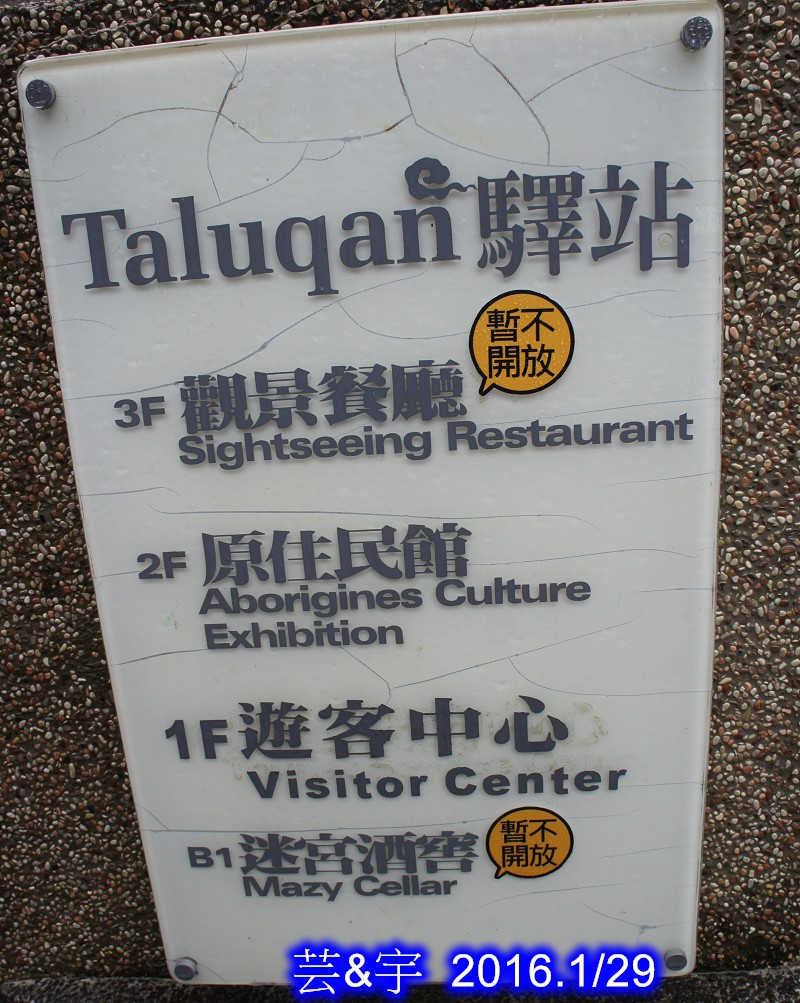 Taluqan驛站
暫不
開放
3F 觀景餐廳
Sightseeing Restaurant
2F 原住民館
Aborigines Culture
Exhibition
1F 遊客中心
Visitor Center
B1 迷宮酒窖
暫不
開放
Mazy Cellar
芸&宇 2016.1/29